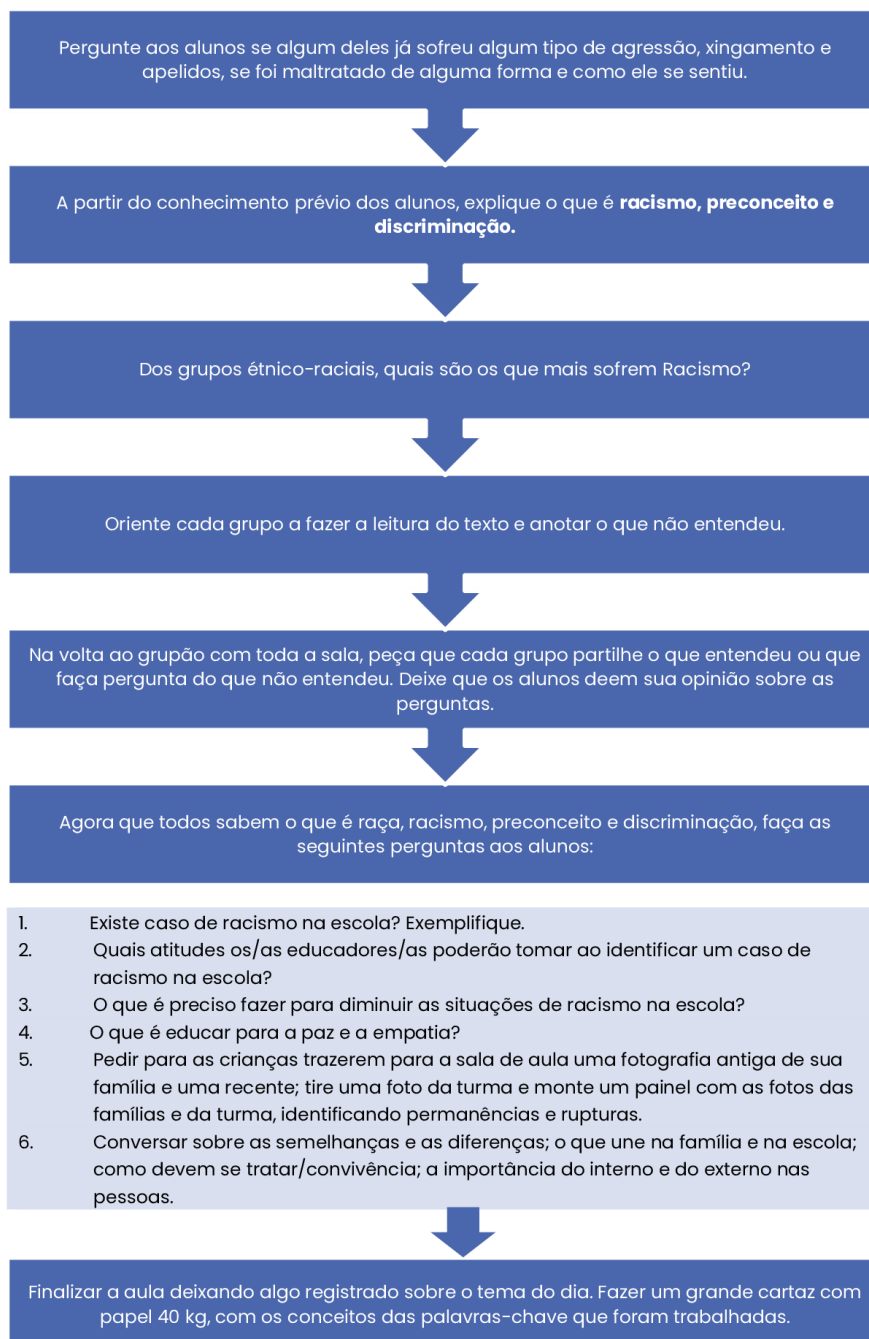 Pergunte aos alunos se algum deles já sofreu algum tipo de agressão, xingamento e
apelidos, se foi maltratado de alguma forma e como ele se sentiu.
A partir do conhecimento prévio dos alunos, explique o que é racismo, preconceito e
discriminação.
Dos grupos étnico-raciais, quais são os que mais sofrem Racismo?
Oriente cada grupo a fazer a leitura do texto e anotar o que não entendeu.
Na volta ao grupão com toda a sala, peça que cada grupo partilhe o que entendeu ou que
faça pergunta do que não entendeu. Deixe que os alunos deem sua opinião sobre as
perguntas.
Agora que todos sabem o que é raça, racismo, preconceito e discriminação, faça as
seguintes perguntas aos alunos:
1. Existe caso de racismo na escola? Exemplifique.
2. Quais atitudes os/as educadores/as poderão tomar ao identificar um caso de
racismo na escola?
3. O que é preciso fazer para diminuir as situações de racismo na escola?
4. O que é educar para a paz e a empatia?
5. Pedir para as crianças trazerem para a sala de aula uma fotografia antiga de sua
família e uma recente; tire uma foto da turma e monte um painel com as fotos das
famílias e da turma, identificando permanências e rupturas.
6. Conversar sobre as semelhanças e as diferenças; o que une na família e na escola;
como devem se tratar/convivência; a importância do interno e do externo nas
pessoas.
Finalizar a aula deixando algo registrado sobre o tema do dia. Fazer um grande cartaz com
papel 40 kg, com os conceitos das palavras-chave que foram trabalhadas.